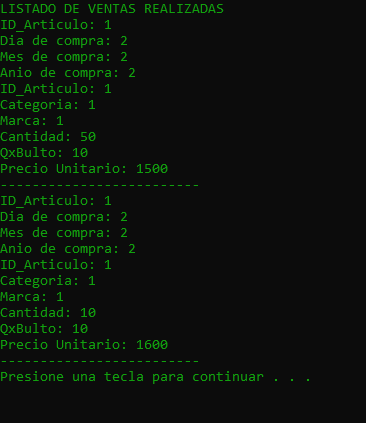 LISTADO DE VENTAS REALIZADAS
ID_Articulo: 1
Dia de compra: 2
Mes de compra: 2
Anio de compra: 2
ID_Articulo: 1
Categoria: 1
Marca: 1
Cantidad: 50
QxBulto: 10
Precio Unitario: 1500
-------------------------
ID_Articulo: 1
Dia de compra: 2
Mes de compra: 2
Anio de compra: 2
ID_Articulo: 1
Categoria: 1
Marca: 1
Cantidad: 10
QxBulto: 10
Precio Unitario: 1600
-------------------------
Presione una tecla para continuar . . .